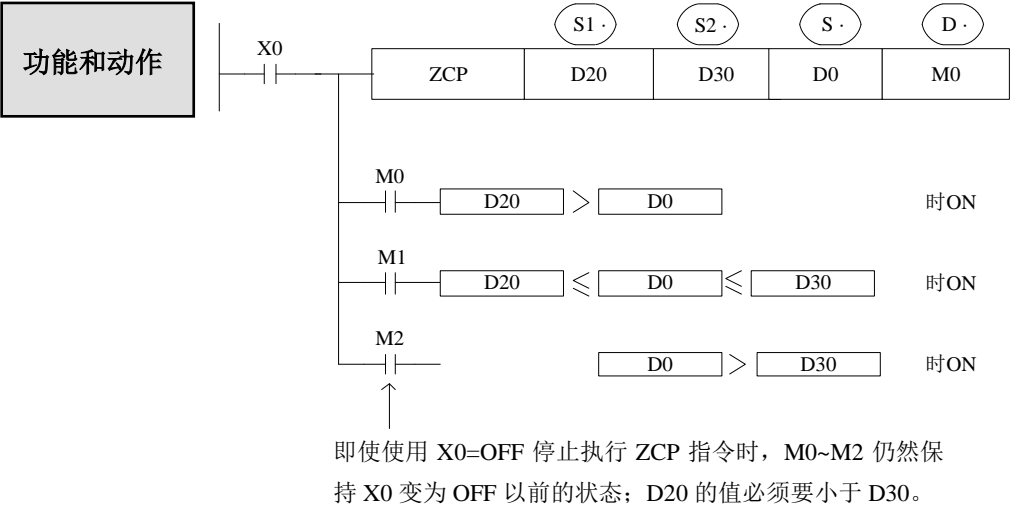 功能和动作
S1· S2· S· D·
X0
ZCP D20 D30 D0 M0
M0
D20 > D0 时ON
M1
D20 ≦ D0 ≦ D30 时ON
M2
D0 > D30 时ON
即使使用 X0=OFF 停止执行 ZCP 指令时，M0~M2 仍然保
持 X0 变为 OFF 以前的状态；D20 的值必须要小于 D30。